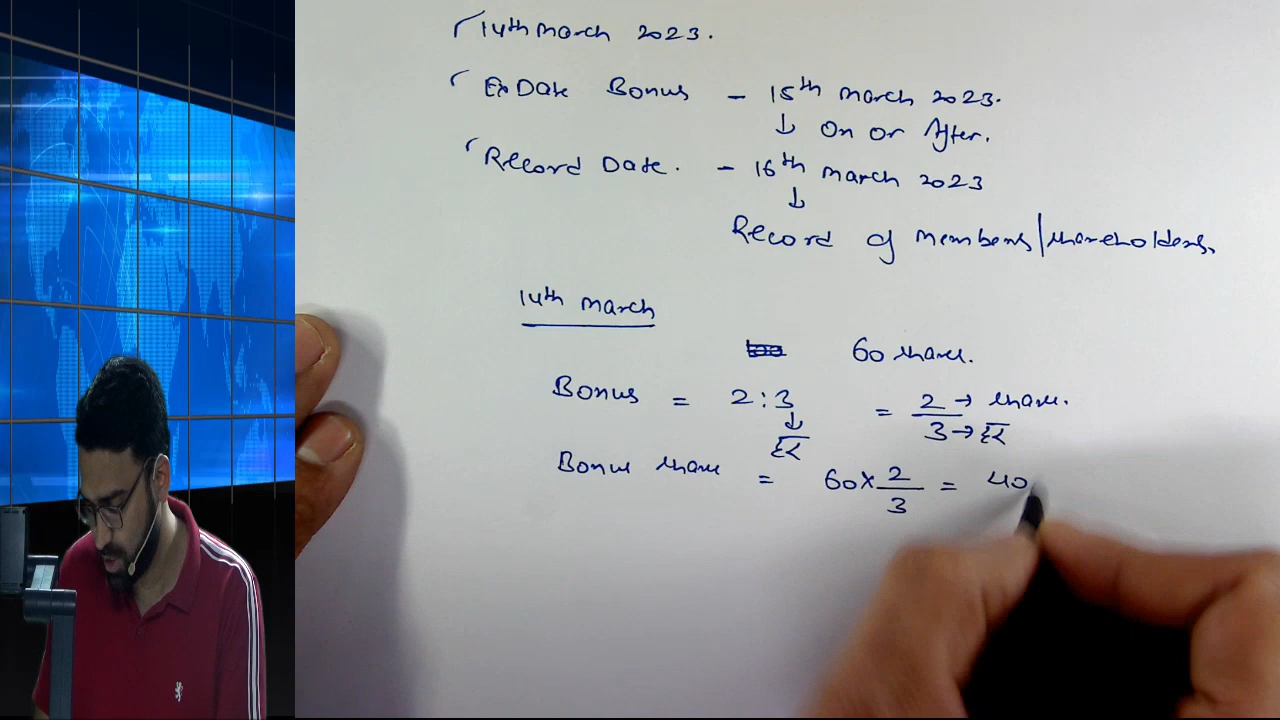 14th march 2023.
Ex Date Bonus - 15th march 2023.
↓ On or After.
Record Date. - 16th march 2023
↓
Record of members/shareholders.
14th march
60 share.
Bonus = 2:3 = 2/3
→ share.
→
Bonus share = 60 x 2/3 = 40